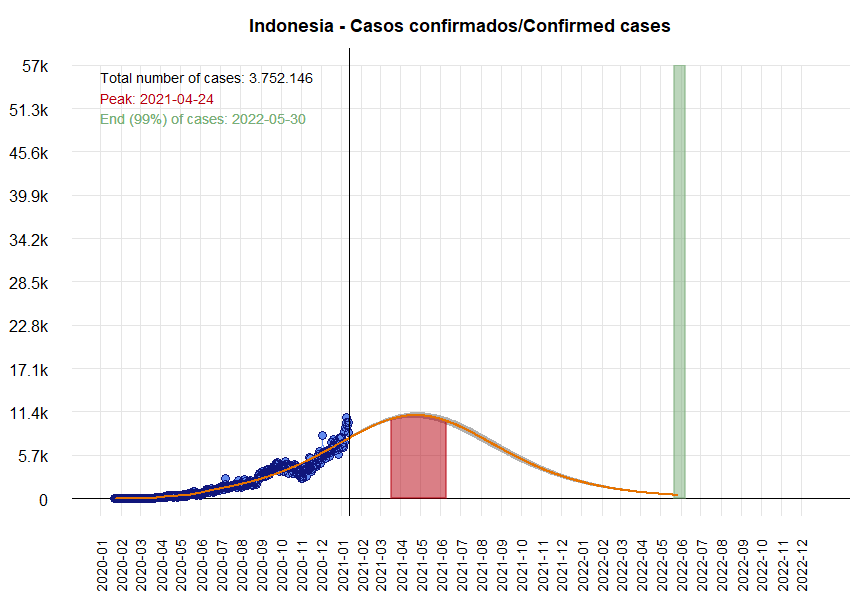 Indonesia - Casos confirmados/Confirmed cases
Total number of cases: 3.752.146
Peak: 2021-04-24
End (99%) of cases: 2022-05-30
57k
51.3k
45.6k
39.9k
34.2k
28.5k
22.8k
17.1k
11.4k
5.7k
0
2020-01
2020-02
2020-03
2020-04
2020-05
2020-06
2020-07
2020-08
2020-09
2020-10
2020-11
2020-12
2021-01
2021-02
2021-03
2021-04
2021-05
2021-06
2021-07
2021-08
2021-09
2021-10
2021-11
2021-12
2022-01
2022-02
2022-03
2022-04
2022-05
2022-06
2022-07
2022-08
2022-09
2022-10
2022-11
2022-12